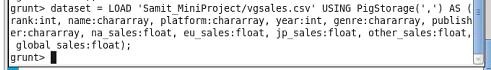 grunt> dataset = LOAD 'Samit_MiniProject/vgsales.csv' USING PigStorage(',') AS (
rank:int, name:chararray, platform:chararray, year:int, genre:chararray, publish
er:chararray, na_sales:float, eu_sales:float, jp_sales:float, other_sales:float,
 global_sales:float);
grunt>